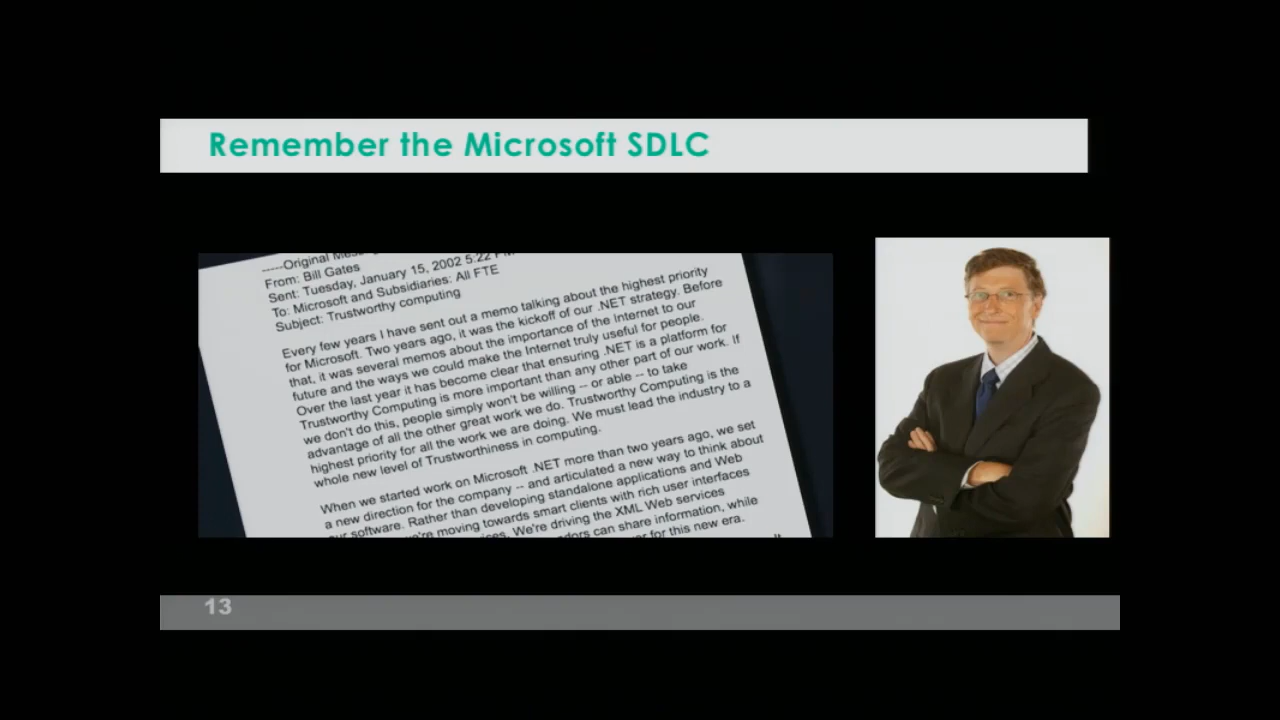 Remember the Microsoft SDLC
-----Original
From: Bill Gates
Sent: Tuesday, January 15, 2002 5:22
To: Microsoft and Subsidiaries: All FTE
Subject: Trustworthy computing
Every few years I have sent out a memo talking about the highest priority
for Microsoft. Two years ago, it was the kickoff of our .NET strategy. Before
that, it was several memos about the importance of the Internet to our
future and the ways we could make the Internet truly useful for people.
Over the last year it has become clear that ensuring .NET is a platform for
Trustworthy Computing is more important than any other part of our work. If
we don't do this, people simply won't be willing -- or able -- to take
advantage of all the other great work we do. Trustworthy Computing is the
highest priority for all the work we are doing. We must lead the industry to a
whole new level of Trustworthiness in computing.
When we started work on Microsoft .NET more than two years ago, we set
a new direction for the company -- and articulated a new way to think about
our software. Rather than developing standalone applications and Web
we're moving towards smart clients with rich user interfaces
We're driving the XML Web services
can share information, while
for this new era.
It
13